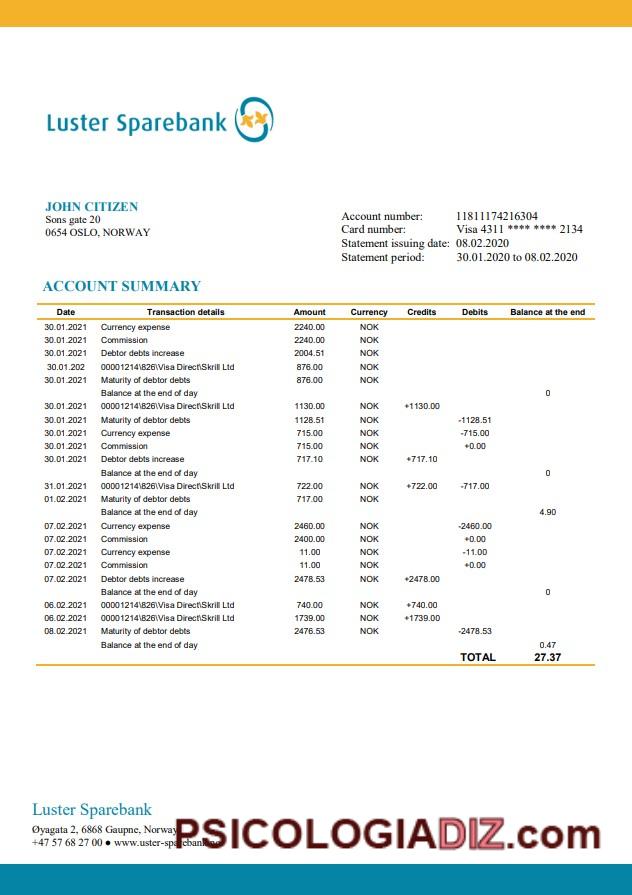 Luster Sparebank
JOHN CITIZEN
Sons gate 20
0654 OSLO, NORWAY
Account number: 11811174216304
Card number: Visa 4311 **** **** 2134
Statement issuing date: 08.02.2020
Statement period: 30.01.2020 to 08.02.2020
ACCOUNT SUMMARY
Date Transaction details Amount Currency Credits Debits Balance at the end
30.01.2021 Currency expense 2240.00 NOK
30.01.2021 Commission 2240.00 NOK
30.01.2021 Debtor debts increase 2004.51 NOK
30.01.202 00001214\826\Visa Direct\Skrill Ltd 876.00 NOK
30.01.2021 Maturity of debtor debts 876.00 NOK
Balance at the end of day 0
30.01.2021 00001214\826\Visa Direct\Skrill Ltd 1130.00 NOK +1130.00
30.01.2021 Maturity of debtor debts 1128.51 NOK -1128.51
30.01.2021 Currency expense 715.00 NOK -715.00
30.01.2021 Commission 715.00 NOK +0.00
30.01.2021 Debtor debts increase 717.10 NOK +717.10
Balance at the end of day 0
31.01.2021 00001214\826\Visa Direct\Skrill Ltd 722.00 NOK +722.00 -717.00
01.02.2021 Maturity of debtor debts 717.00 NOK
Balance at the end of day 4.90
07.02.2021 Currency expense 2460.00 NOK -2460.00
07.02.2021 Commission 2400.00 NOK +0.00
07.02.2021 Currency expense 11.00 NOK -11.00
07.02.2021 Commission 11.00 NOK +0.00
07.02.2021 Debtor debts increase 2478.53 NOK +2478.00
Balance at the end of day 0
06.02.2021 00001214\826\Visa Direct\Skrill Ltd 740.00 NOK +740.00
06.02.2021 00001214\826\Visa Direct\Skrill Ltd 1739.00 NOK +1739.00
08.02.2021 Maturity of debtor debts 2476.53 NOK -2478.53
Balance at the end of day 0.47
TOTAL 27.37
Luster Sparebank
Øyagata 2, 6868 Gaupne, Norway
+47 57 68 27 00 ●
PSICOLOGIADIZ.com